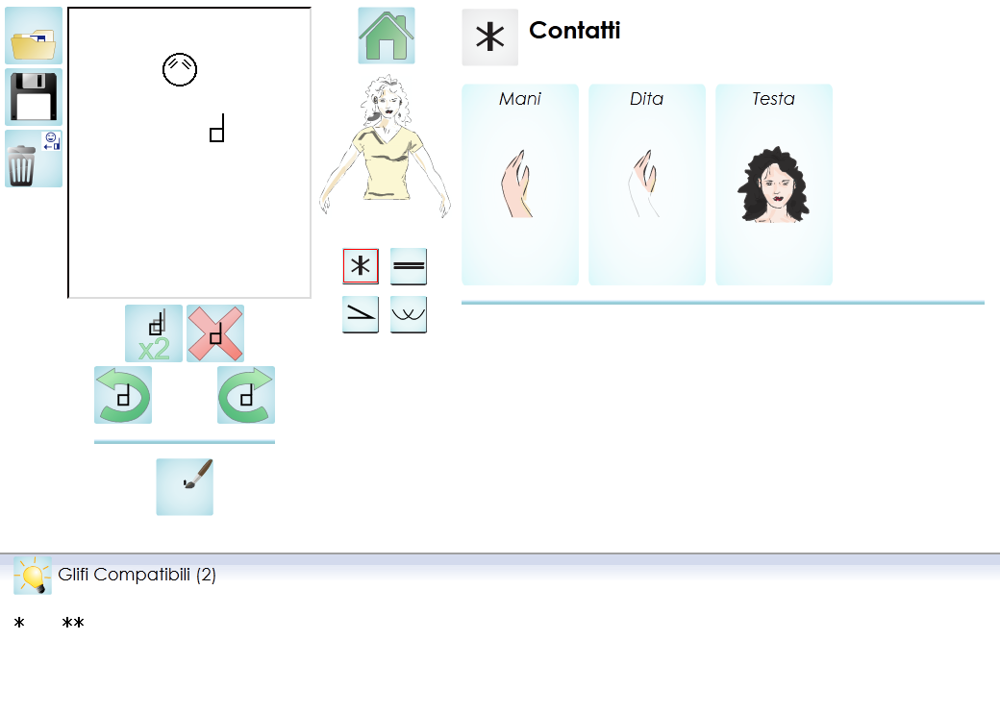 Contatti
Mani
Dita
Testa
x2
Glifi Compatibili (2)
* **